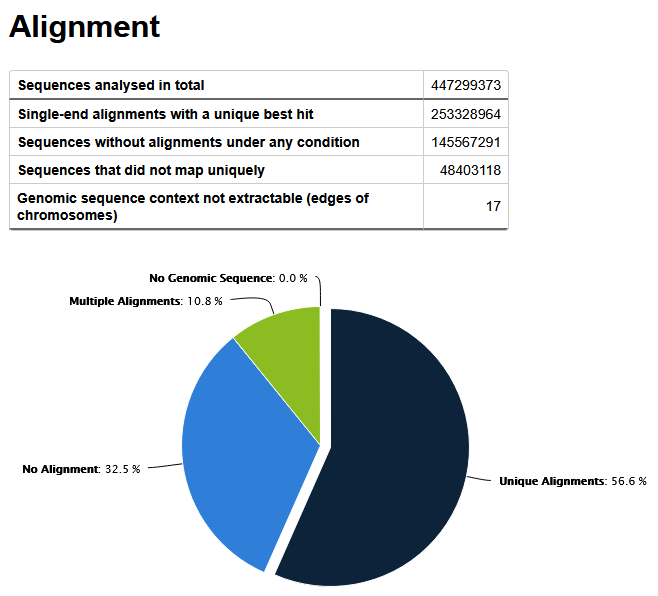 Alignment
Sequences analysed in total 447299373
Single-end alignments with a unique best hit 253328964
Sequences without alignments under any condition 145567291
Sequences that did not map uniquely 48403118
Genomic sequence context not extractable (edges of
chromosomes) 17
No Genomic Sequence: 0.0 %
Multiple Alignments: 10.8 %
No Alignment: 32.5 %
Unique Alignments: 56.6 %